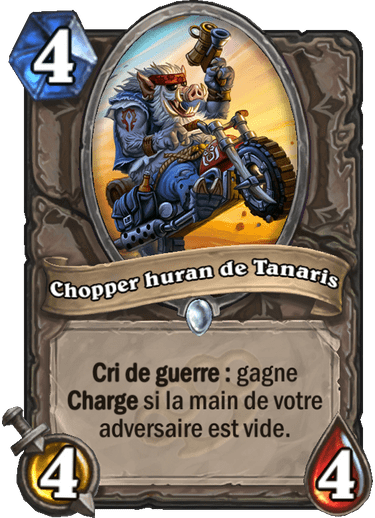 4
Chopper huran de Tanaris
Cri de guerre : gagne
Charge si la main de votre
adversaire est vide.
4
4